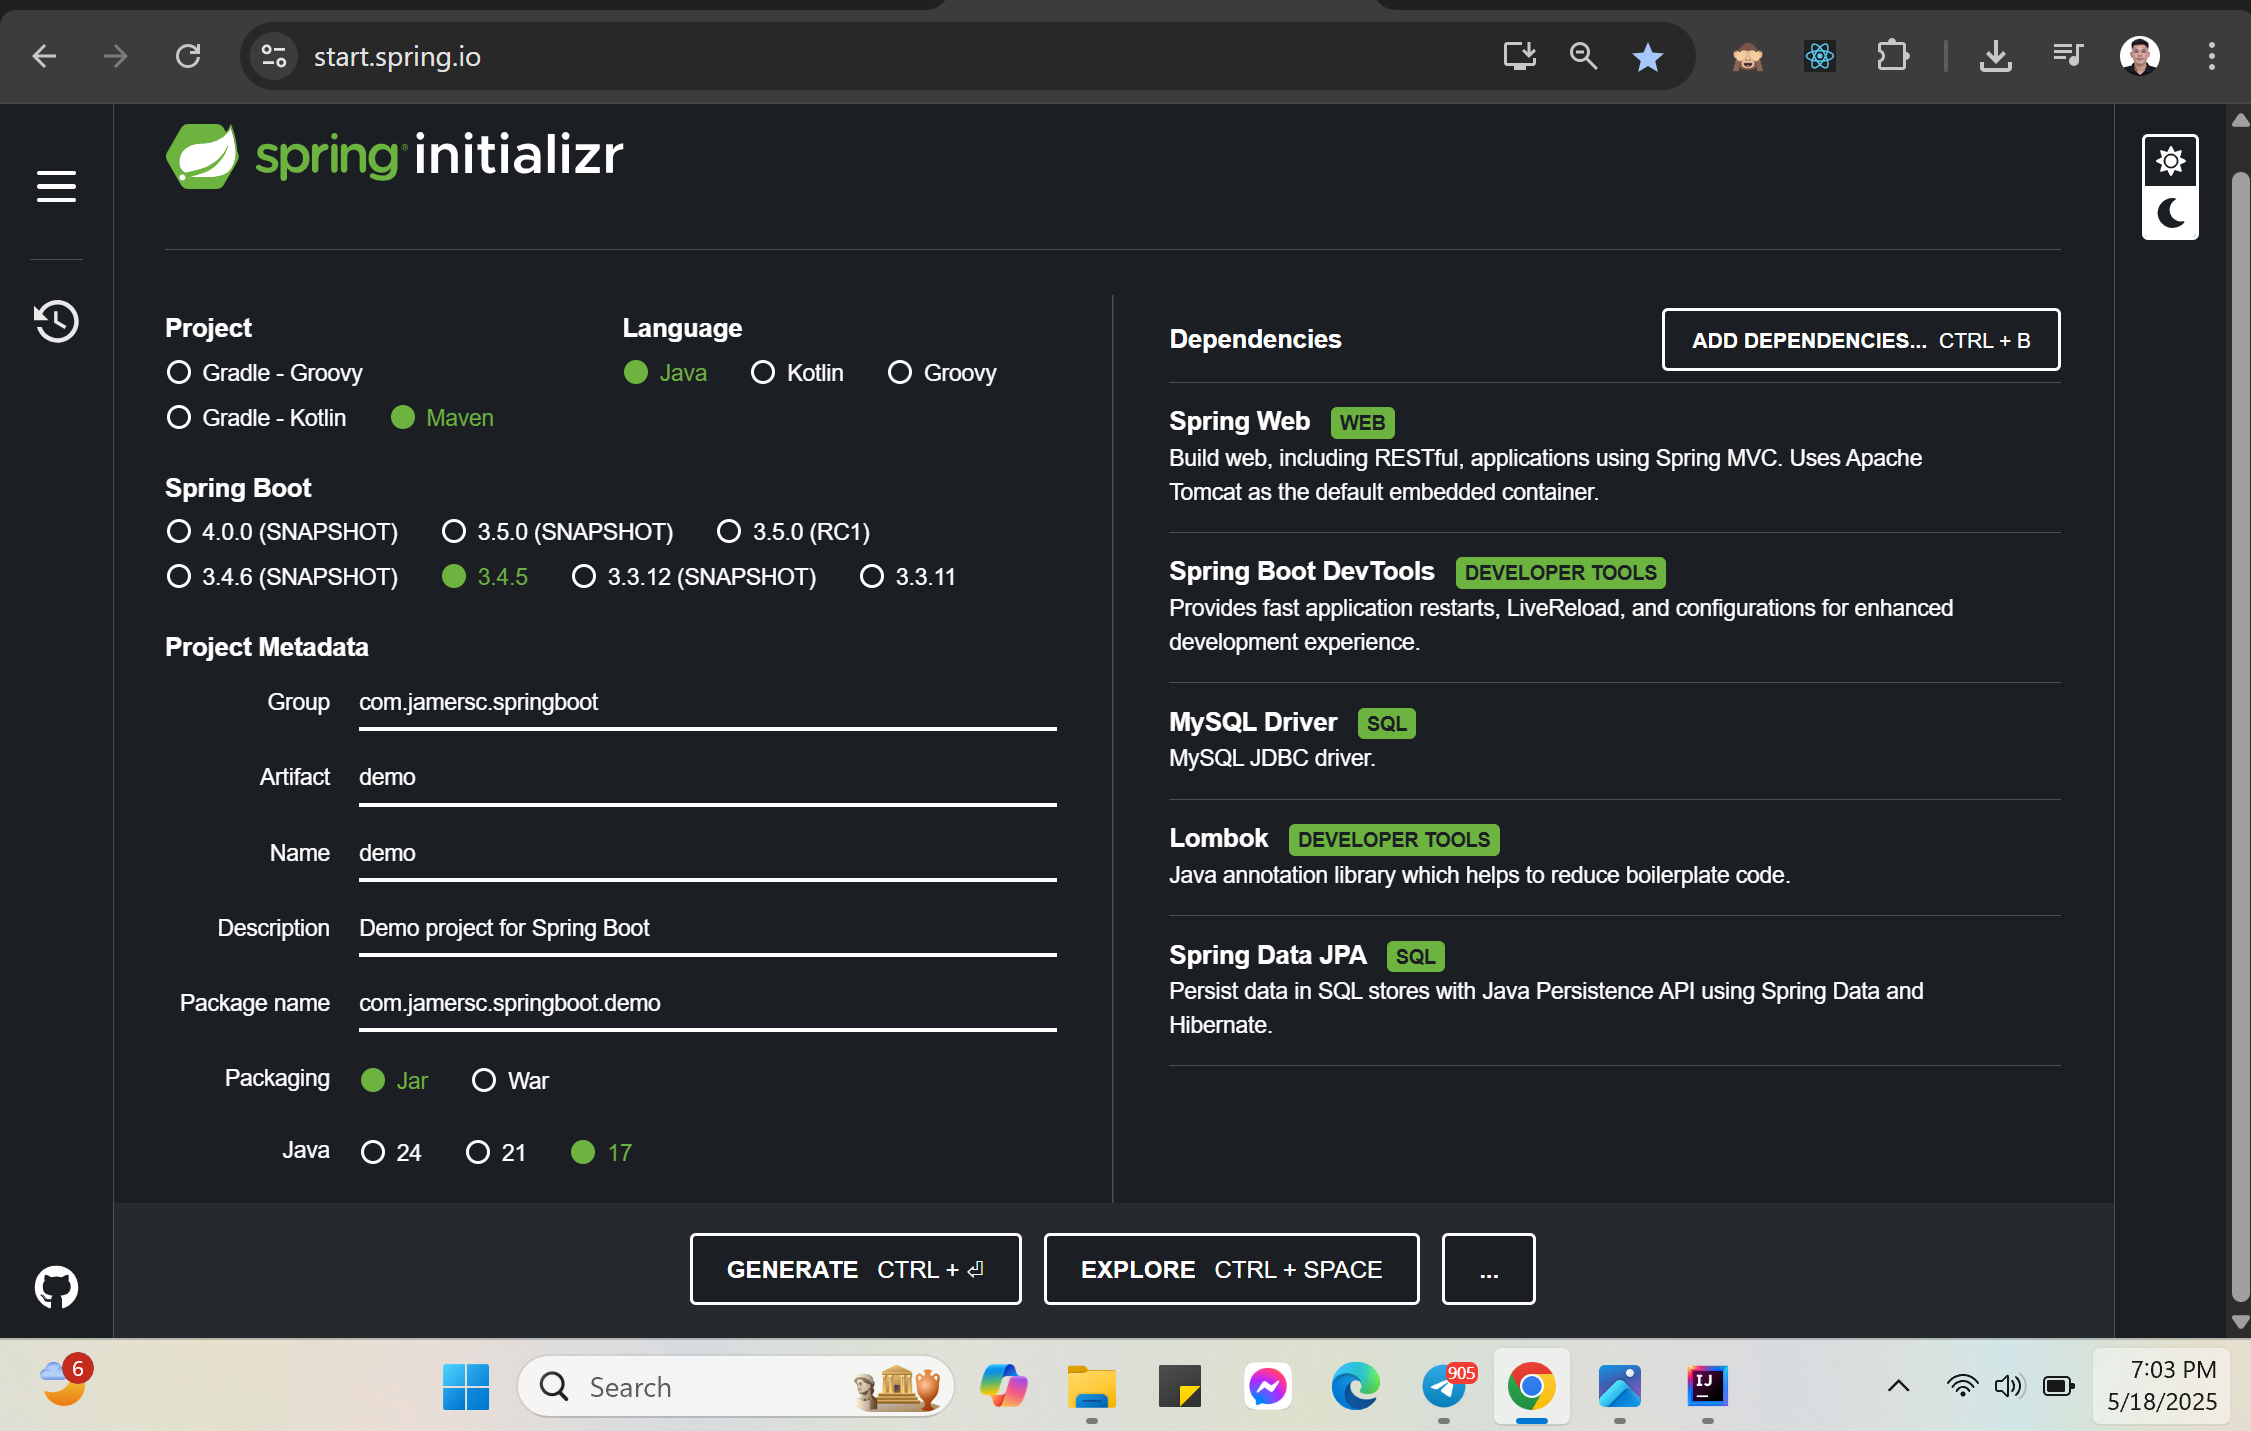 start.spring.io
spring initializr
Project
Gradle - Groovy
Gradle - Kotlin
Maven
Language
Java
Kotlin
Groovy
Spring Boot
4.0.0 (SNAPSHOT)
3.5.0 (SNAPSHOT)
3.5.0 (RC1)
3.4.6 (SNAPSHOT)
3.4.5
3.3.12 (SNAPSHOT)
3.3.11
Project Metadata
Group com.jamersc.springboot
Artifact demo
Name demo
Description Demo project for Spring Boot
Package name com.jamersc.springboot.demo
Packaging Jar War
Java 24 21 17
Dependencies
ADD DEPENDENCIES... CTRL + B
Spring Web WEB
Build web, including RESTful, applications using Spring MVC. Uses Apache
Tomcat as the default embedded container.
Spring Boot DevTools DEVELOPER TOOLS
Provides fast application restarts, LiveReload, and configurations for enhanced
development experience.
MySQL Driver SQL
MySQL JDBC driver.
Lombok DEVELOPER TOOLS
Java annotation library which helps to reduce boilerplate code.
Spring Data JPA SQL
Persist data in SQL stores with Java Persistence API using Spring Data and
Hibernate.
GENERATE CTRL + ⏎
EXPLORE CTRL + SPACE
...
6
Search
905
IJ
7:03 PM
5/18/2025